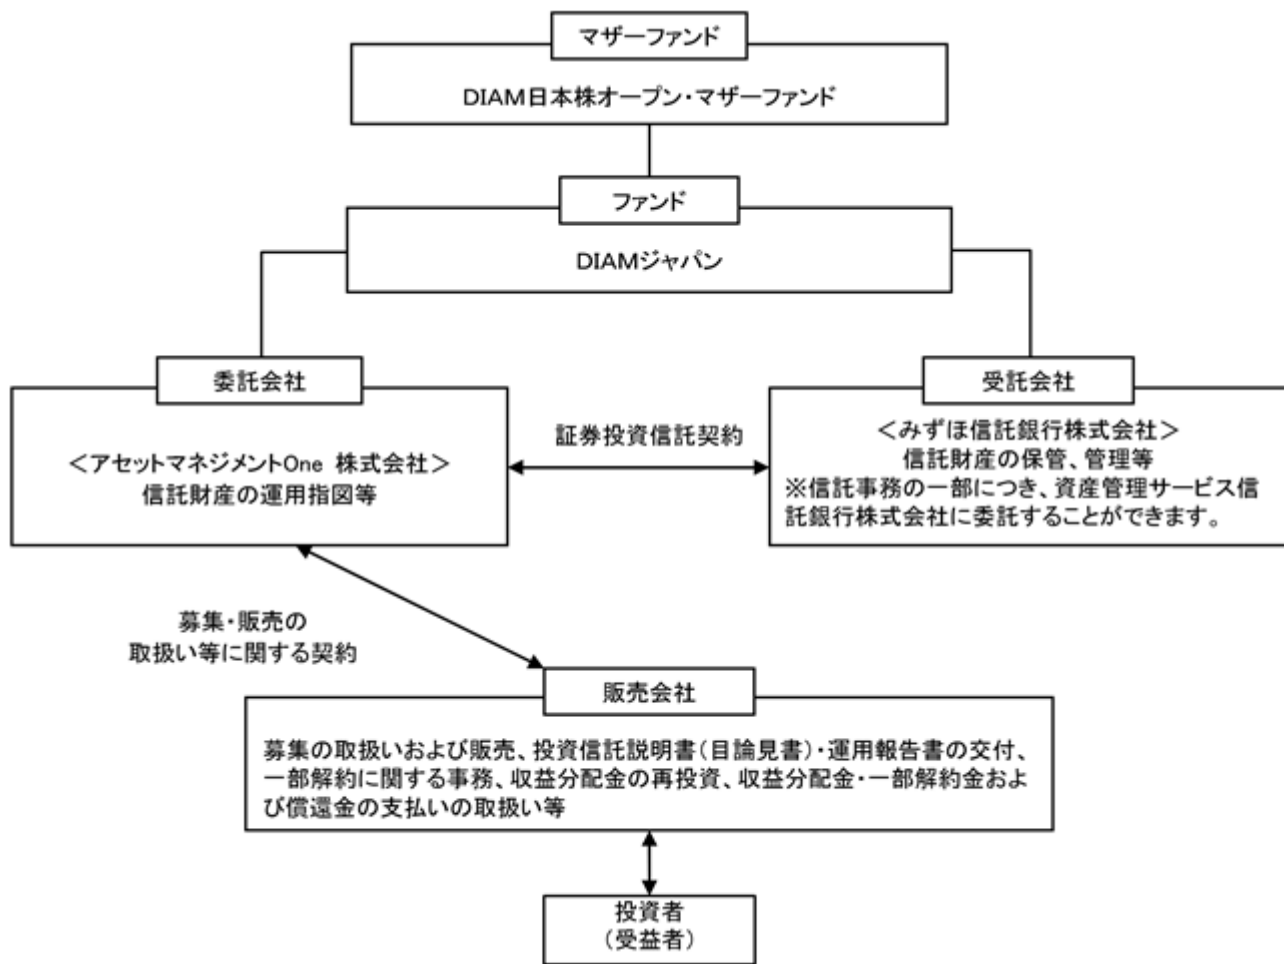 マザーファンド
DIAM日本株オープン・マザーファンド
ファンド
DIAMジャパン
委託会社
＜アセットマネジメントOne 株式会社＞
信託財産の運用指図等
証券投資信託契約
受託会社
＜みずほ信託銀行株式会社＞
信託財産の保管、管理等
※信託事務の一部につき、資産管理サービス信
託銀行株式会社に委託することができます。
募集・販売の
取扱い等に関する契約
販売会社
募集の取扱いおよび販売、投資信託説明書(目論見書)・運用報告書の交付、
一部解約に関する事務、収益分配金の再投資、収益分配金・一部解約金およ
び償還金の支払いの取扱い等
投資者
(受益者)